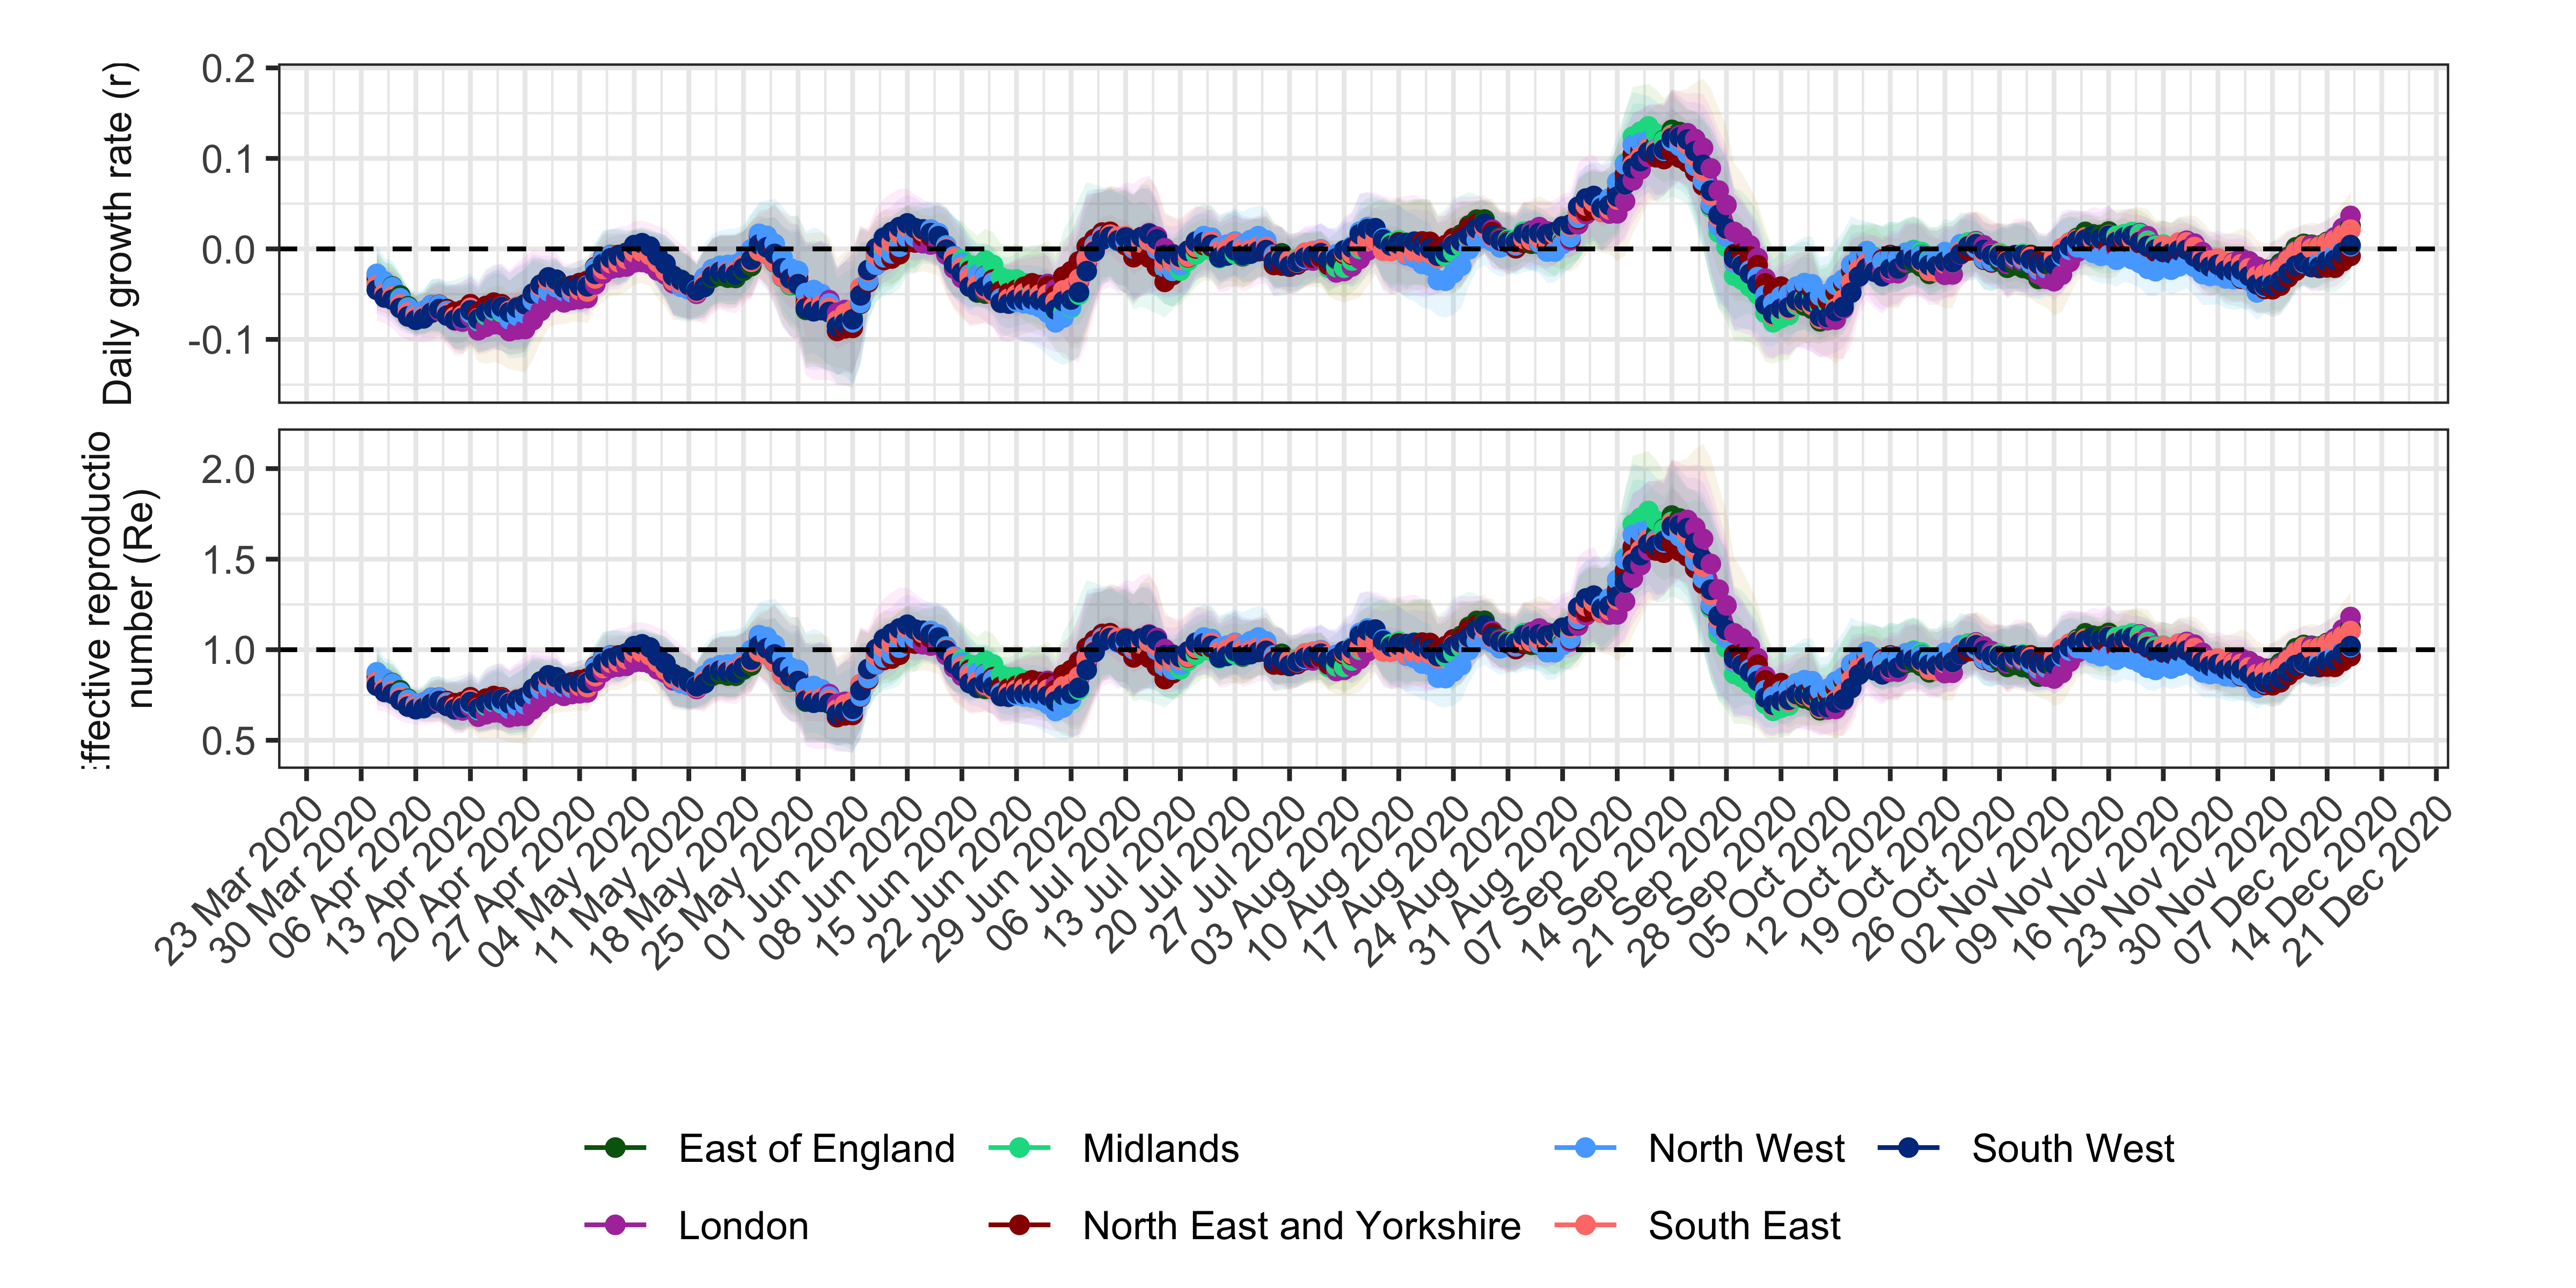 Daily growth rate (r)
0.2
0.1
0.0
-0.1
ffective reproductio
number (Re)
2.0
1.5
1.0
0.5
23 Mar 2020
30 Mar 2020
06 Apr 2020
13 Apr 2020
20 Apr 2020
27 Apr 2020
04 May 2020
11 May 2020
18 May 2020
25 May 2020
01 Jun 2020
08 Jun 2020
15 Jun 2020
22 Jun 2020
29 Jun 2020
06 Jul 2020
13 Jul 2020
20 Jul 2020
27 Jul 2020
03 Aug 2020
10 Aug 2020
17 Aug 2020
24 Aug 2020
31 Aug 2020
07 Sep 2020
14 Sep 2020
21 Sep 2020
28 Sep 2020
05 Oct 2020
12 Oct 2020
19 Oct 2020
26 Oct 2020
02 Nov 2020
09 Nov 2020
16 Nov 2020
23 Nov 2020
30 Nov 2020
07 Dec 2020
14 Dec 2020
21 Dec 2020
East of England
Midlands
North West
South West
London
North East and Yorkshire
South East